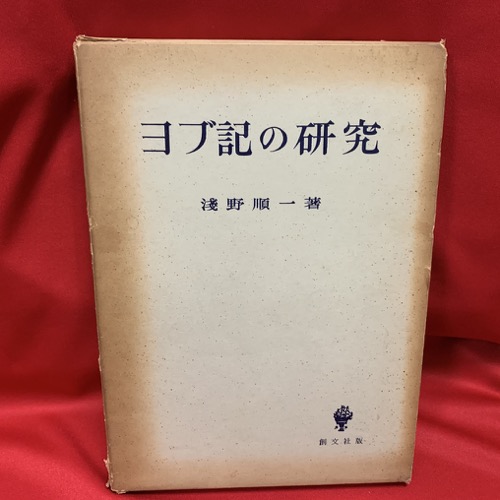 ヨブ記の研究
淺野順一著
創文社版